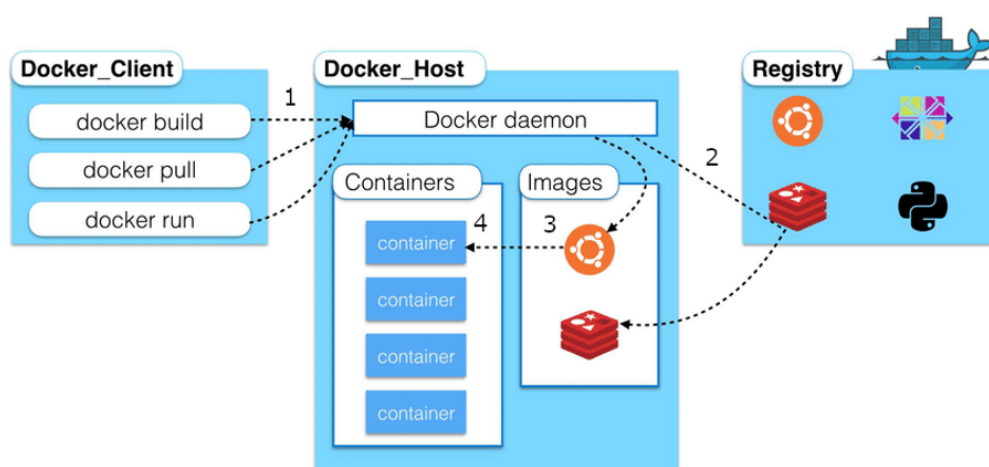 Docker_Client
docker build
docker pull
docker run
1
Docker_Host
Docker daemon
Containers
container
container
container
container
4
Images
3
2
Registry